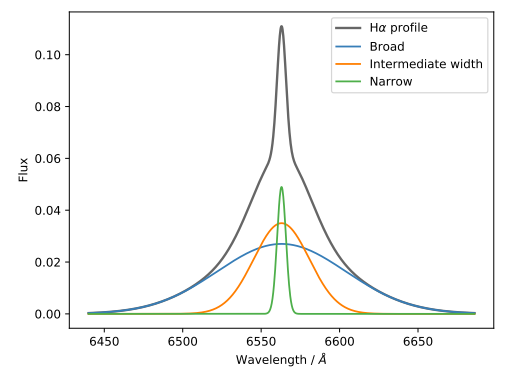 Hα profile
Broad
Intermediate width
Narrow
Flux
0.10
0.08
0.06
0.04
0.02
0.00
6450 6500 6550 6600 6650
Wavelength / Å